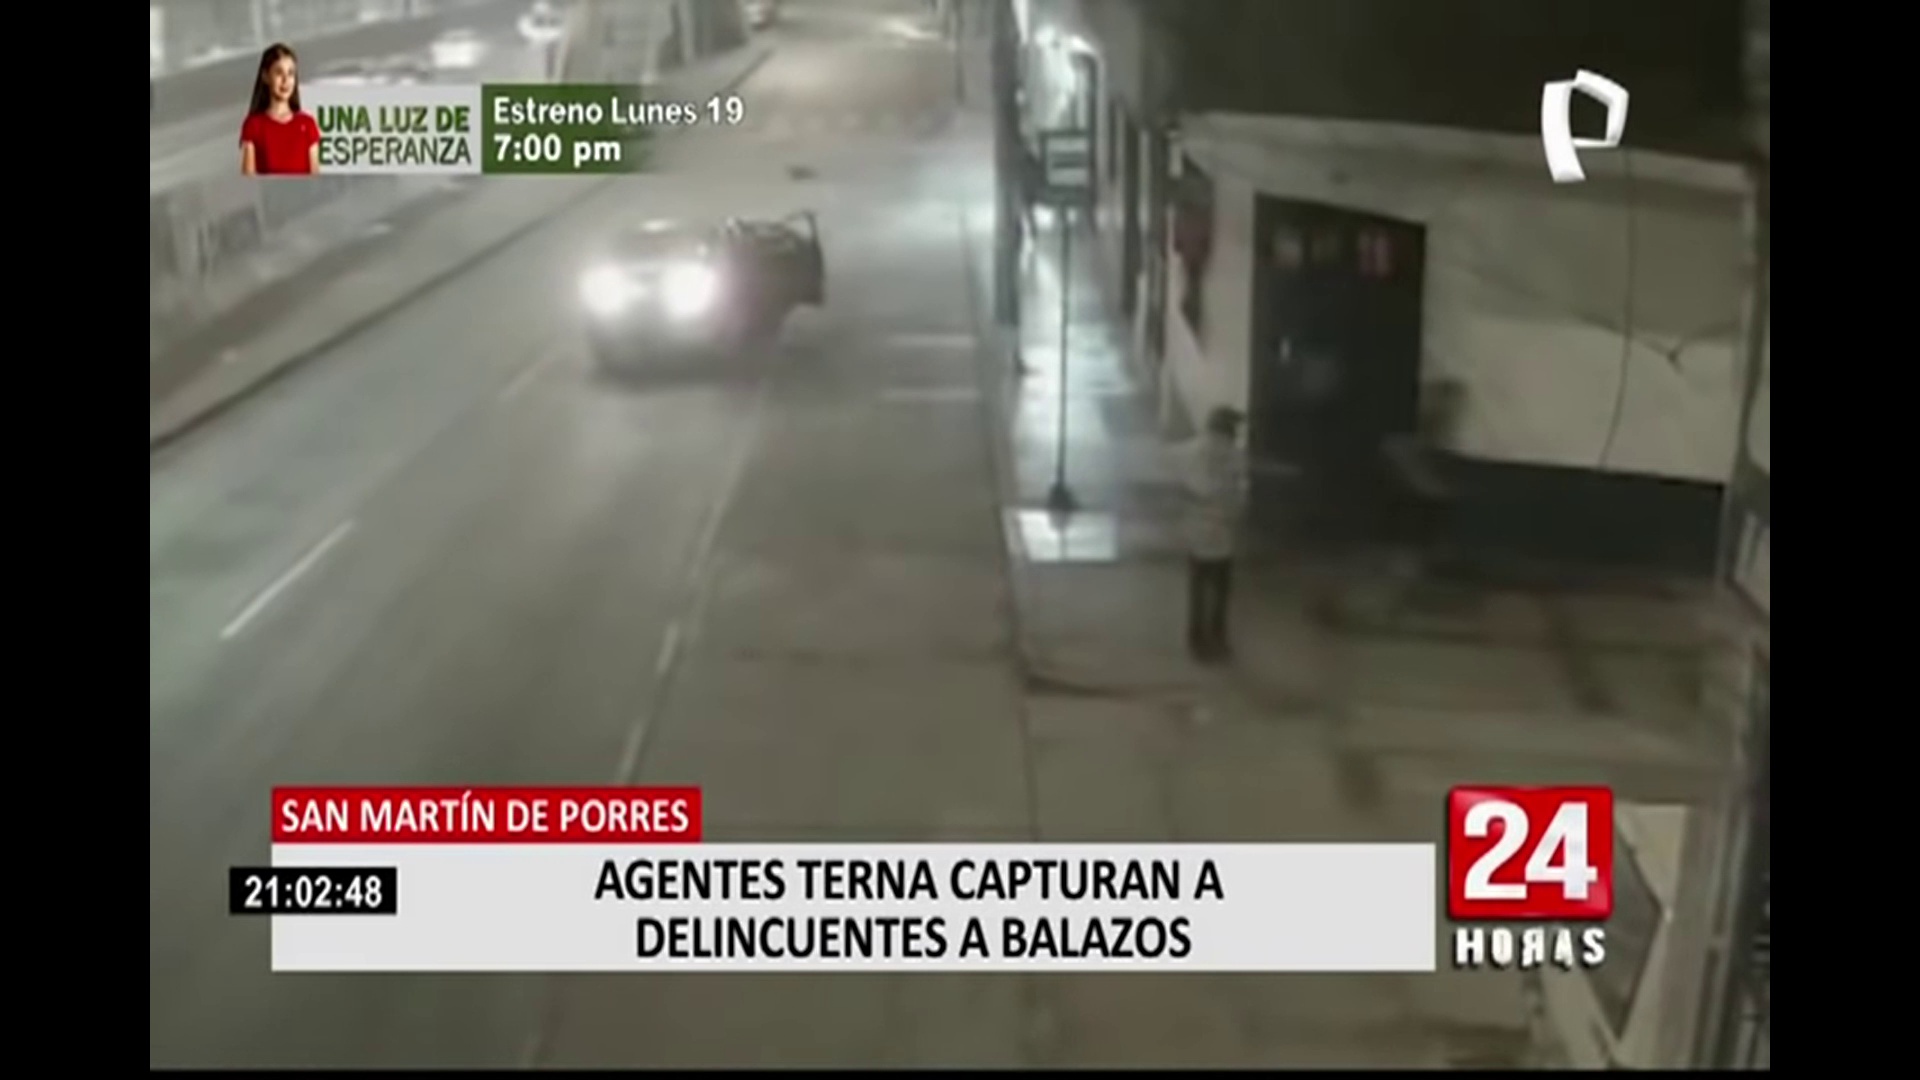 UNA LUZ DE
ESPERANZA
Estreno Lunes 19
7:00 pm
SAN MARTÍN DE PORRES
AGENTES TERNA CAPTURAN A
DELINCUENTES A BALAZOS
21:02:48
24
HORAS